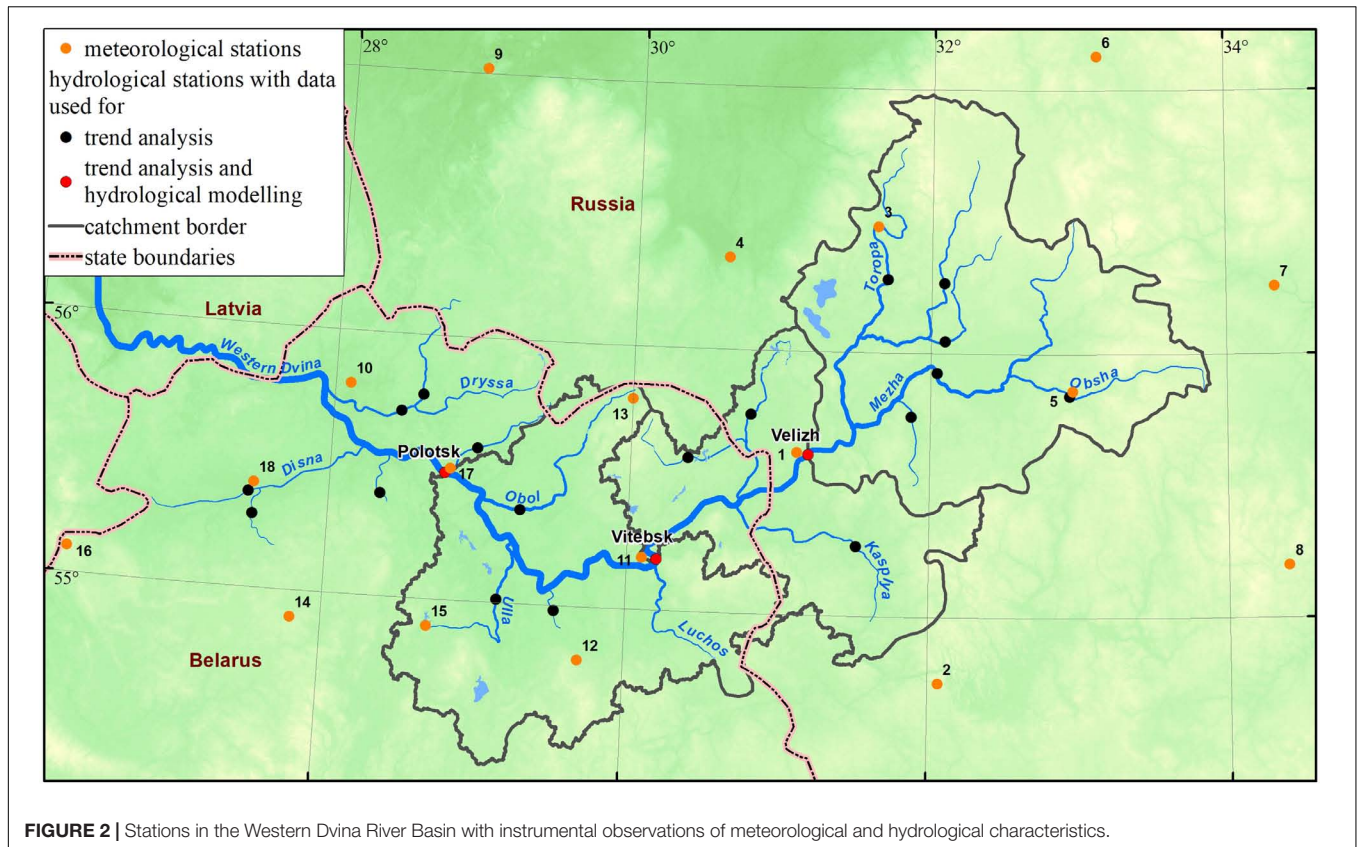 meteorological stations
hydrological stations with data
used for
trend analysis
trend analysis and
hydrological modelling
catchment border
state boundaries
28°
30°
32°
34°
9
6
Russia
3
4
Toropa
7
Latvia
56°
Western Dvina
10
Dryssa
Mezha
Obsha
5
13
Velizh
1
Polotsk
17
18
Disna
Obol
Vitebsk
11
Kasplya
16
8
55°
14
15
Ulla
12
Luchos
Belarus
2
FIGURE 2 | Stations in the Western Dvina River Basin with instrumental observations of meteorological and hydrological characteristics.